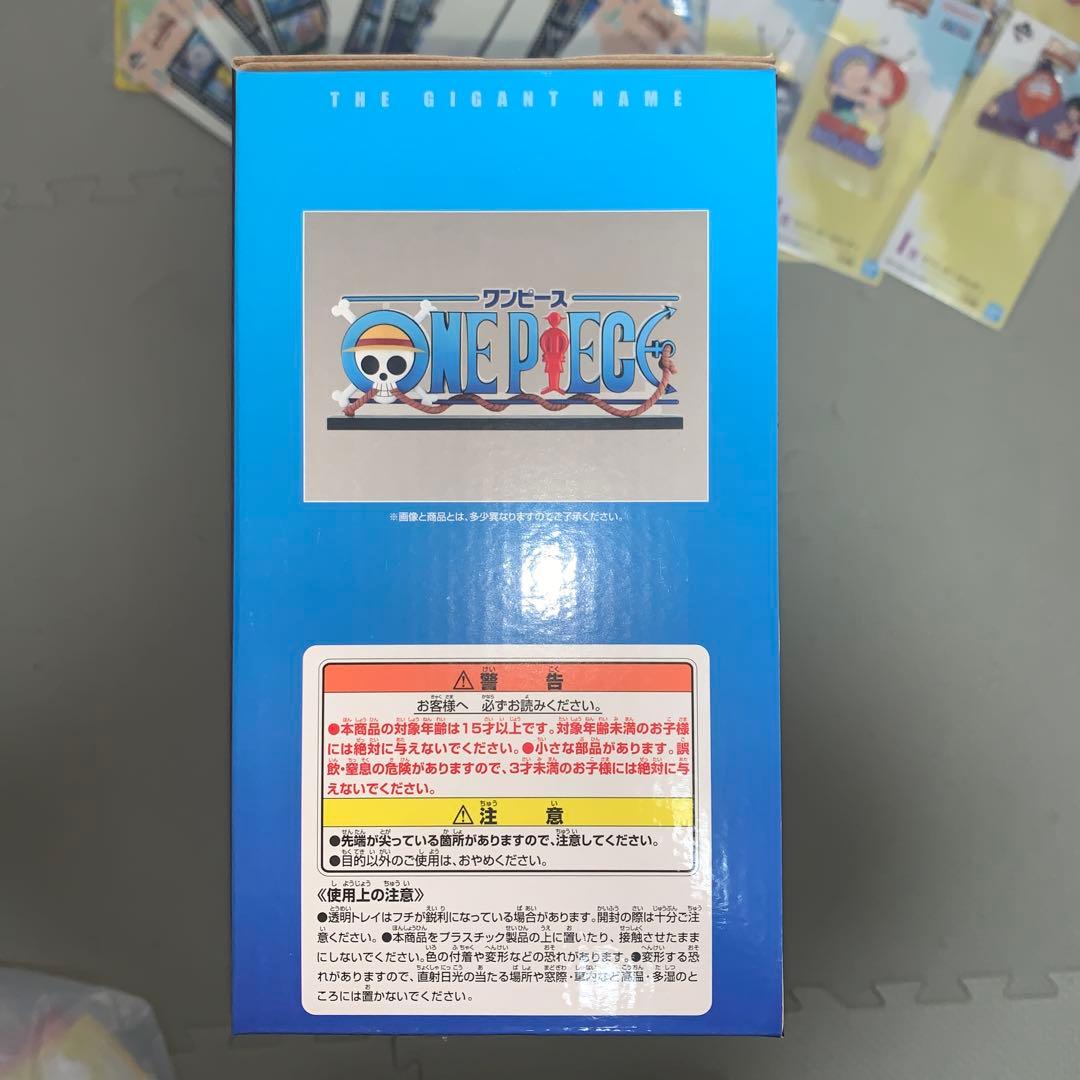 THE GIGANT NAME
ワンピース
ONE PIECE
※画像と商品とは、多少異なりますのでご了承ください。
⚠警告
お客様へ 必ずお読みください。
●本商品の対象年齢は15才以上です。対象年齢未満のお子様
には絶対に与えないでください。●小さな部品があります。誤
飲・窒息の危険がありますので、3才未満のお子様には絶対に与
えないでください。
⚠注意
●先端が尖っている箇所がありますので、注意してください。
●目的以外のご使用は、おやめください。
《使用上の注意》
●透明トレイはフチが鋭利になっている場合があります。開封の際は十分ご注
意ください。●本商品をプラスチック製品の上に置いたり、接触させたまま
にしないでください。色の付着や変形などの恐れがあります。●変形する恐
れがありますので、直射日光の当たる場所や窓際・車内など高温・多湿のと
ころには置かないでください。